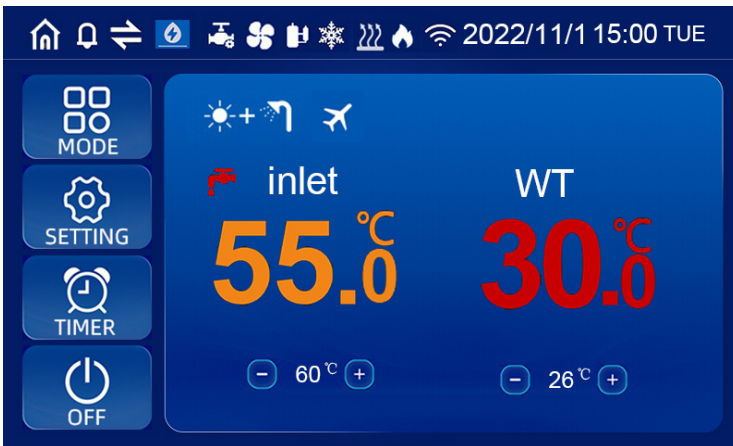 2022/11/1 15:00 TUE
MODE
SETTING
TIMER
OFF
inlet
WT
55.0℃
30.0℃
- 60℃ +
- 26℃ +